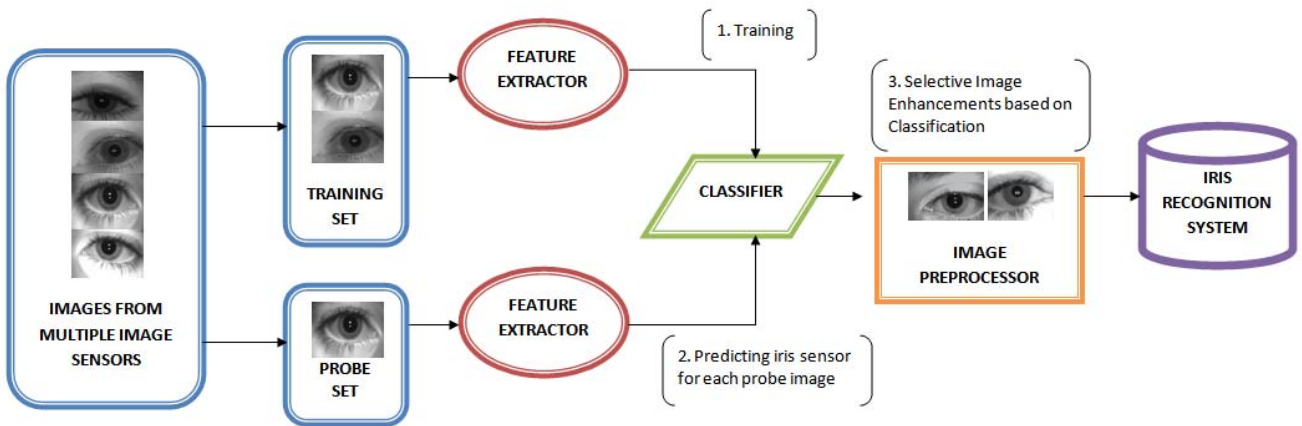 IMAGES FROM
MULTIPLE IMAGE
SENSORS
TRAINING
SET
PROBE
SET
FEATURE
EXTRACTOR
FEATURE
EXTRACTOR
1. Training
2. Predicting iris sensor
for each probe image
CLASSIFIER
3. Selective Image
Enhancements based on
Classification
IMAGE
PREPROCESSOR
IRIS
RECOGNITION
SYSTEM